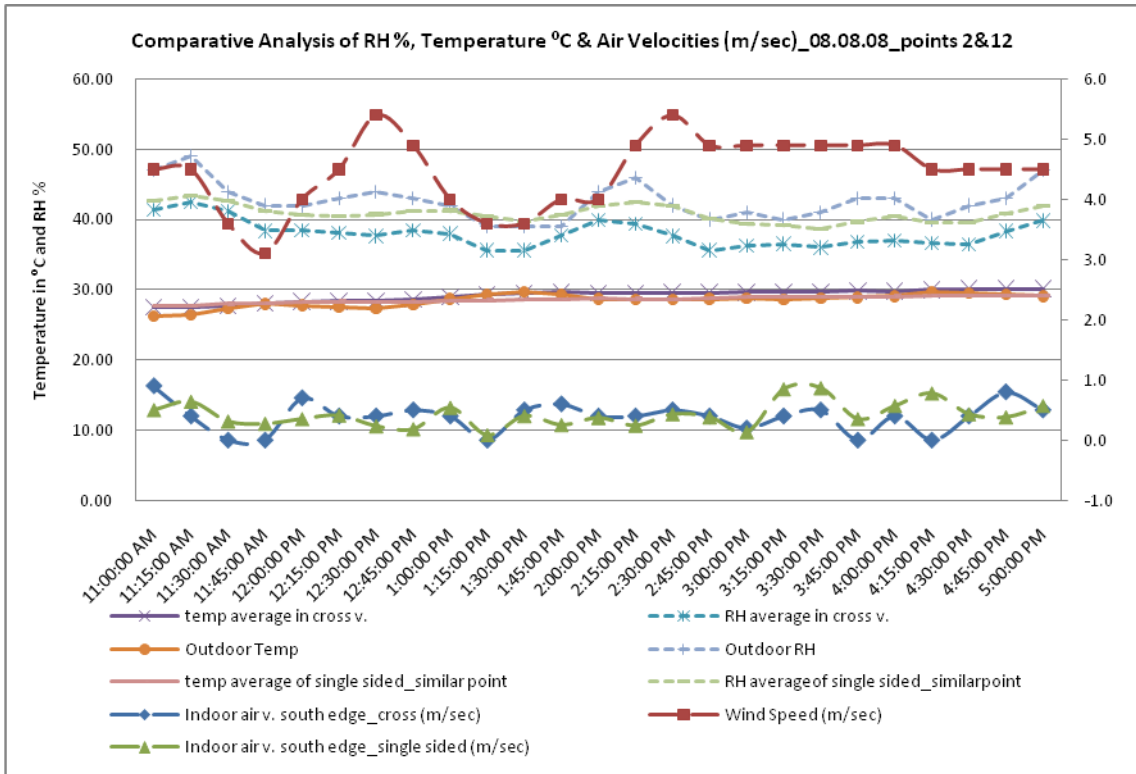 Comparative Analysis of RH %, Temperature ⁰C & Air Velocities (m/sec)_08.08.08_points 2&12
Temperature in ⁰C and RH %
60.00
50.00
40.00
30.00
20.00
10.00
0.00
6.0
5.0
4.0
3.0
2.0
1.0
0.0
-1.0
11:00:00 AM
11:15:00 AM
11:30:00 AM
11:45:00 AM
12:00:00 PM
12:15:00 PM
12:30:00 PM
12:45:00 PM
1:00:00 PM
1:15:00 PM
1:30:00 PM
1:45:00 PM
2:00:00 PM
2:15:00 PM
2:30:00 PM
2:45:00 PM
3:00:00 PM
3:15:00 PM
3:30:00 PM
3:45:00 PM
4:00:00 PM
4:15:00 PM
4:30:00 PM
4:45:00 PM
5:00:00 PM
temp average in cross v.
RH average in cross v.
Outdoor Temp
Outdoor RH
temp average of single sided_similar point
RH average of single sided_similarpoint
Indoor air v. south edge_cross (m/sec)
Wind Speed (m/sec)
Indoor air v. south edge_single sided (m/sec)